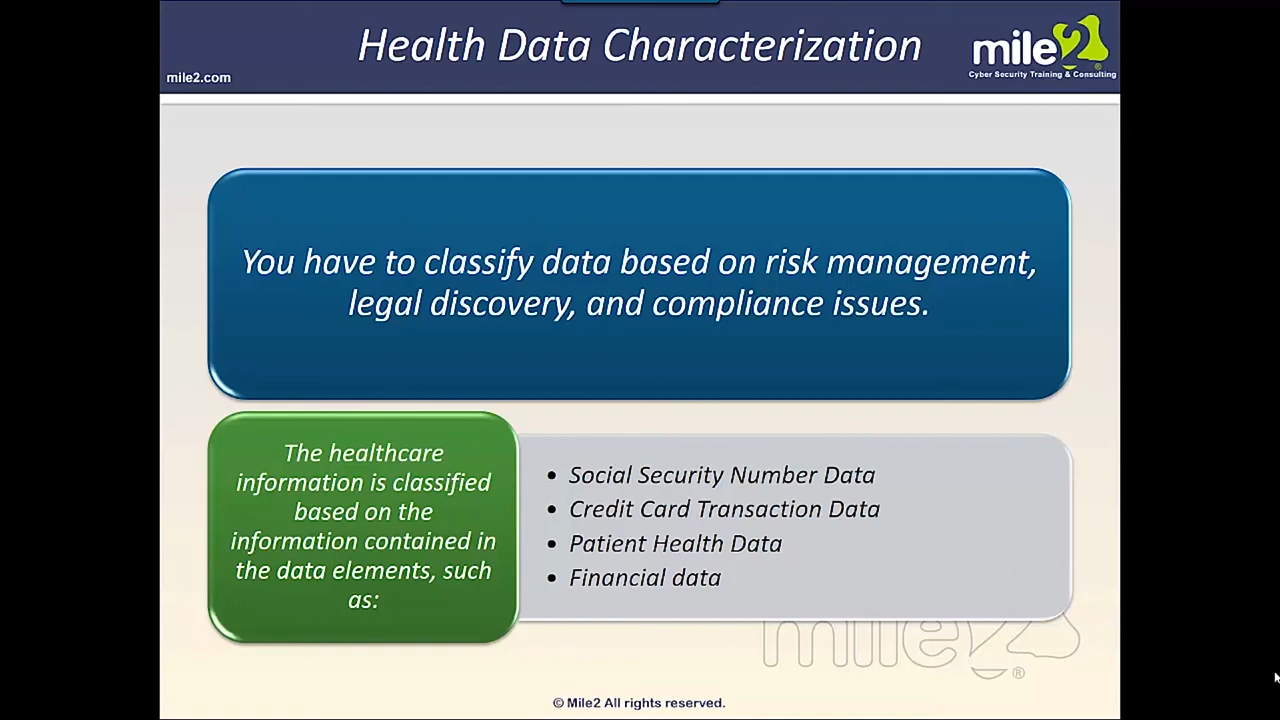 Health Data Characterization
mile2
®
Cyber Security Training & Consulting
mile2.com
You have to classify data based on risk management,
legal discovery, and compliance issues.
The healthcare
information is classified
based on the
information contained in
the data elements, such
as:
• Social Security Number Data
• Credit Card Transaction Data
• Patient Health Data
• Financial data
mile2
®
© Mile2 All rights reserved.